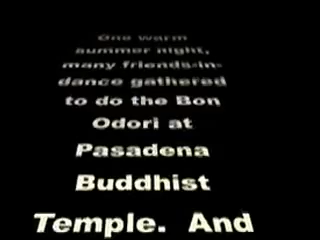 One warm
summer night,
many friends-in-
dance gathered
to do the Bon
Odori at
Pasadena
Buddhist
Temple. And